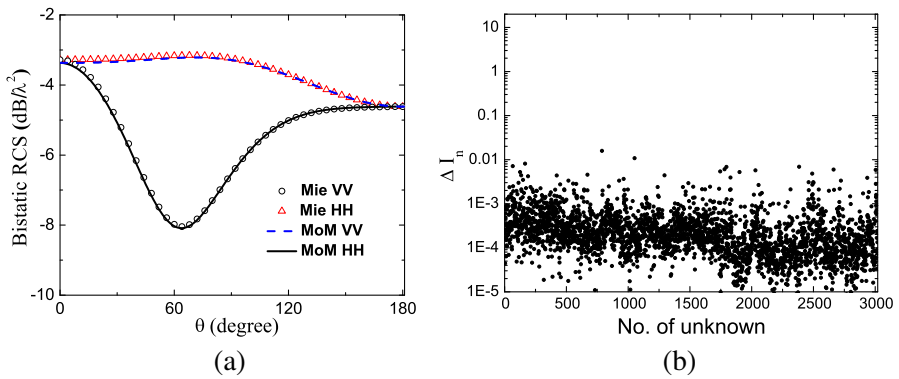 -2
-4
-6
-8
-10
Bistatic RCS (dB/λ²)
Mie VV
Mie HH
MoM VV
MoM HH
0 60 120 180
θ (degree)
(a)
10
1
0.1
0.01
1E-3
1E-4
1E-5
Δ I_n
0 500 1000 1500 2000 2500 3000
No. of unknown
(b)